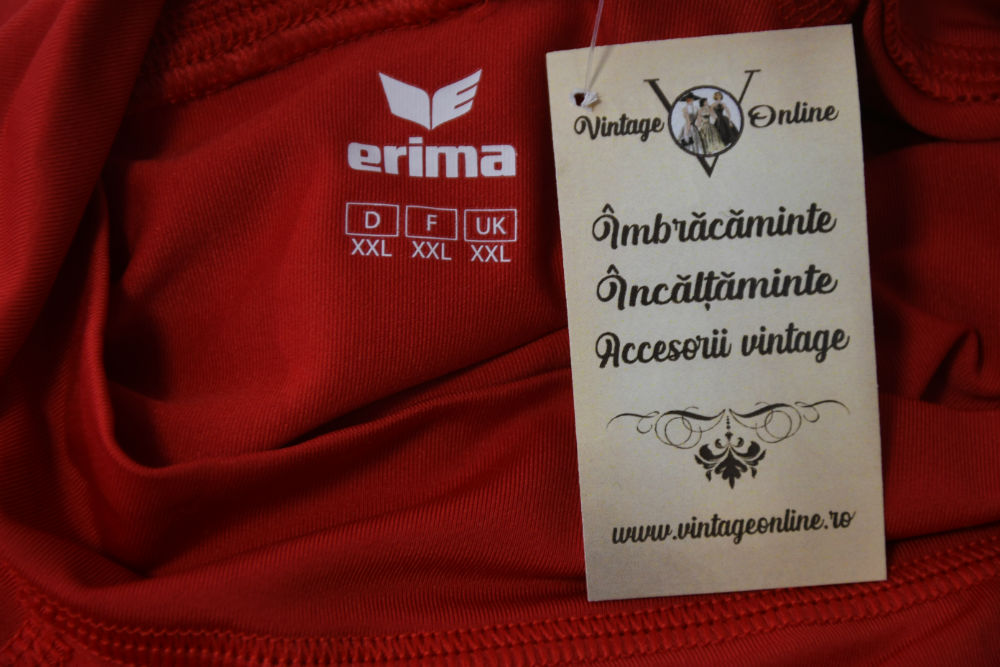 erima
D F UK
XXL XXL XXL
Vintage Online
Îmbrăcăminte
Încălțăminte
Accesorii vintage
www.vintageonline.ro